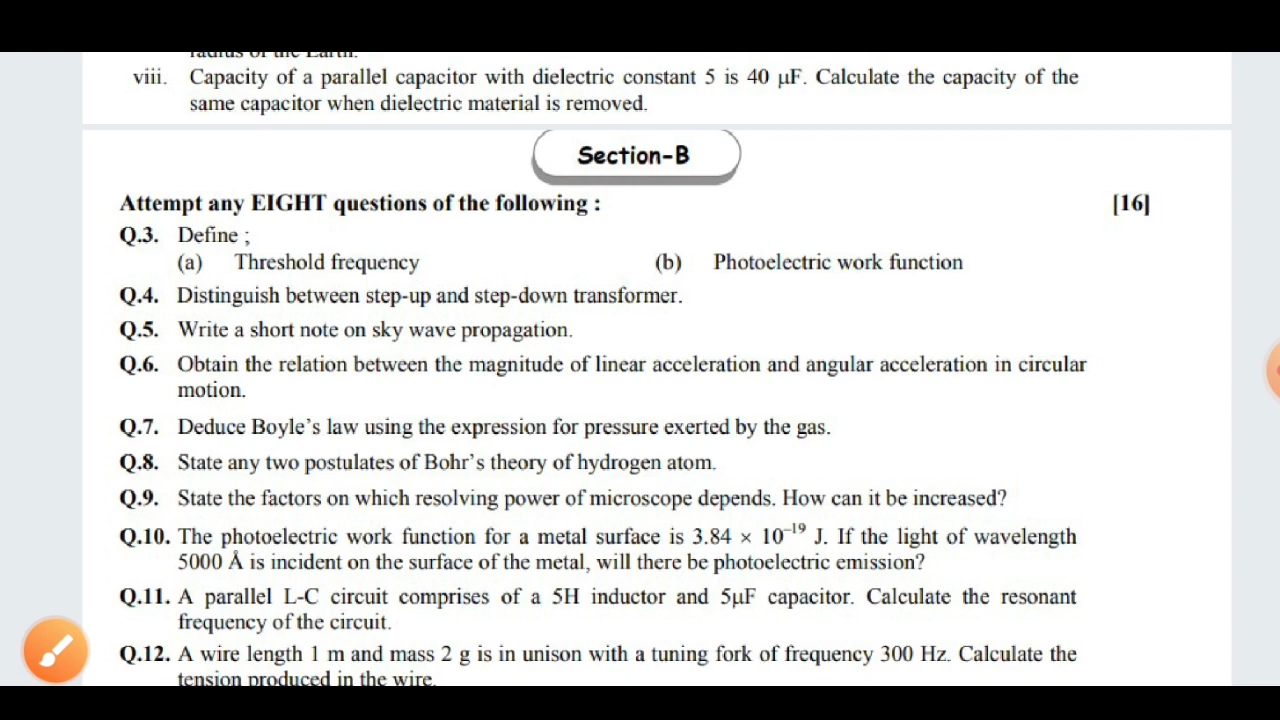 radius of the Earth.
viii. Capacity of a parallel capacitor with dielectric constant 5 is 40 μF. Calculate the capacity of the
same capacitor when dielectric material is removed.
Section-B
Attempt any EIGHT questions of the following : [16]
Q.3. Define ;
(a) Threshold frequency (b) Photoelectric work function
Q.4. Distinguish between step-up and step-down transformer.
Q.5. Write a short note on sky wave propagation.
Q.6. Obtain the relation between the magnitude of linear acceleration and angular acceleration in circular
motion.
Q.7. Deduce Boyle's law using the expression for pressure exerted by the gas.
Q.8. State any two postulates of Bohr's theory of hydrogen atom.
Q.9. State the factors on which resolving power of microscope depends. How can it be increased?
Q.10. The photoelectric work function for a metal surface is 3.84 × 10⁻¹⁹ J. If the light of wavelength
5000 Å is incident on the surface of the metal, will there be photoelectric emission?
Q.11. A parallel L-C circuit comprises of a 5H inductor and 5μF capacitor. Calculate the resonant
frequency of the circuit.
Q.12. A wire length 1 m and mass 2 g is in unison with a tuning fork of frequency 300 Hz. Calculate the
tension produced in the wire.